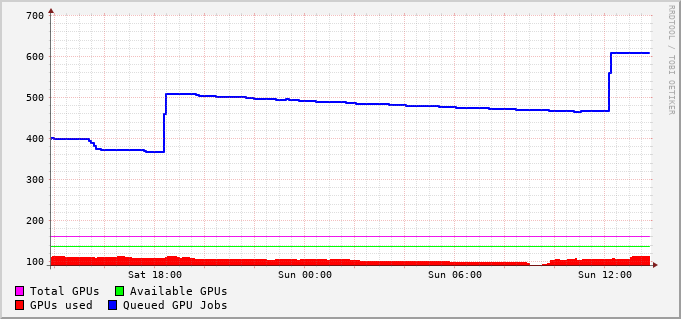 700
600
500
400
300
200
100
Sat 18:00 Sun 00:00 Sun 06:00 Sun 12:00
Total GPUs Available GPUs
GPUs used Queued GPU Jobs
RRDTOOL / TOBI OETIKER